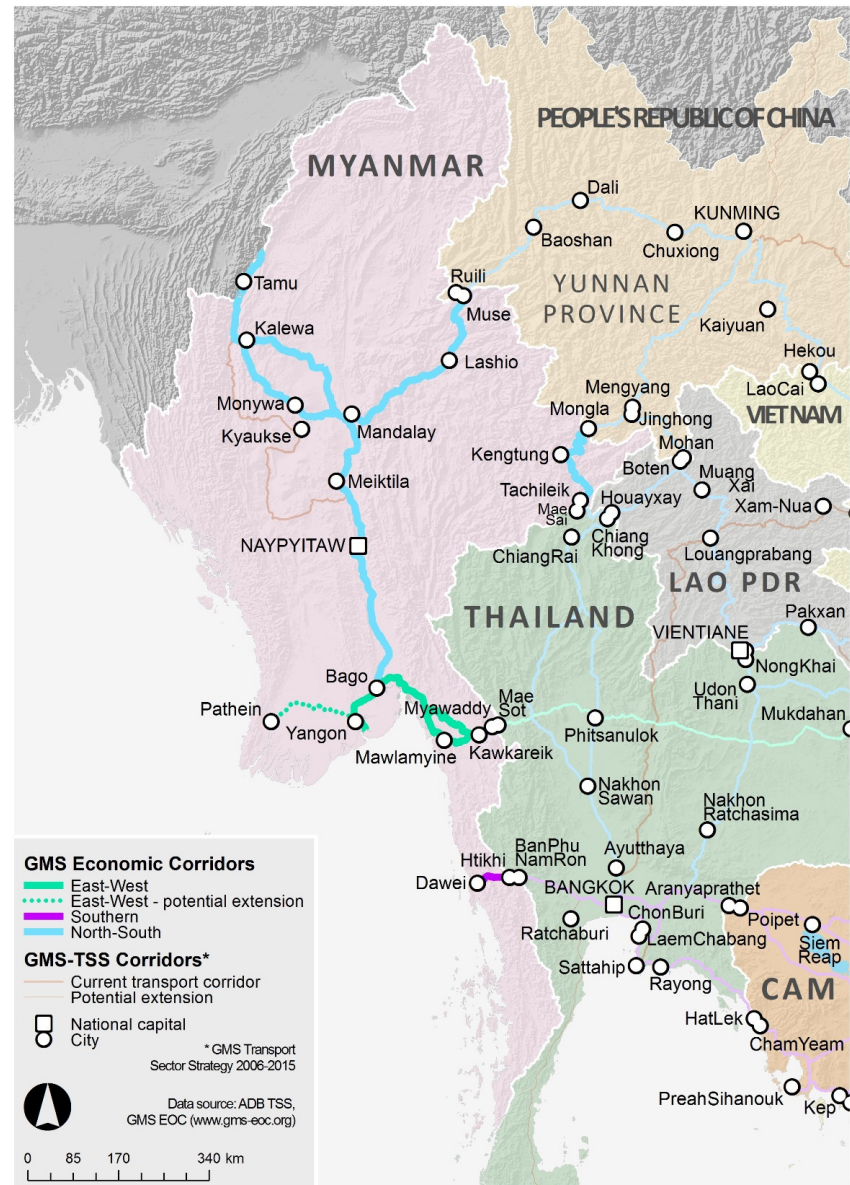 PEOPLE'S REPUBLIC OF CHINA
MYANMAR
Dali
KUNMING
Baoshan
Chuxiong
Ruili
Tamu
YUNNAN
PROVINCE
Muse
Kaiyuan
Kalewa
Lashio
Hekou
LaoCai
Mengyang
Monywa
Mongla
Jinghong
VIETNAM
Kyaukse
Mandalay
Mohan
Kengtung
Boten
Muang
Xai
Meiktila
Tachileik
Houayxay
Mae
Sai
Xam-Nua
Chiang
Khong
NAYPYITAW
ChiangRai
Louangprabang
LAO PDR
THAILAND
Pakxan
VIENTIANE
NongKhai
Bago
Udon
Thani
Mae
Sot
Myawaddy
Pathein
Mukdahan
Yangon
Phitsanulok
Mawlamyine
Kawkareik
Nakhon
Sawan
Nakhon
Ratchasima
BanPhu
NamRon
Htikhi
Ayutthaya
Dawei
BANGKOK
Aranyaprathet
ChonBuri
Poipet
Ratchaburi
LaemChabang
Siem
Reap
Sattahip
Rayong
CAM
HatLek
ChamYeam
PreahSihanouk
Kep
GMS Economic Corridors
East-West
East-West - potential extension
Southern
North-South
GMS-TSS Corridors*
Current transport corridor
Potential extension
National capital
City
* GMS Transport
Sector Strategy 2006-2015
Data source: ADB TSS,
GMS EOC (www.gms-eoc.org)
0 85 170 340 km